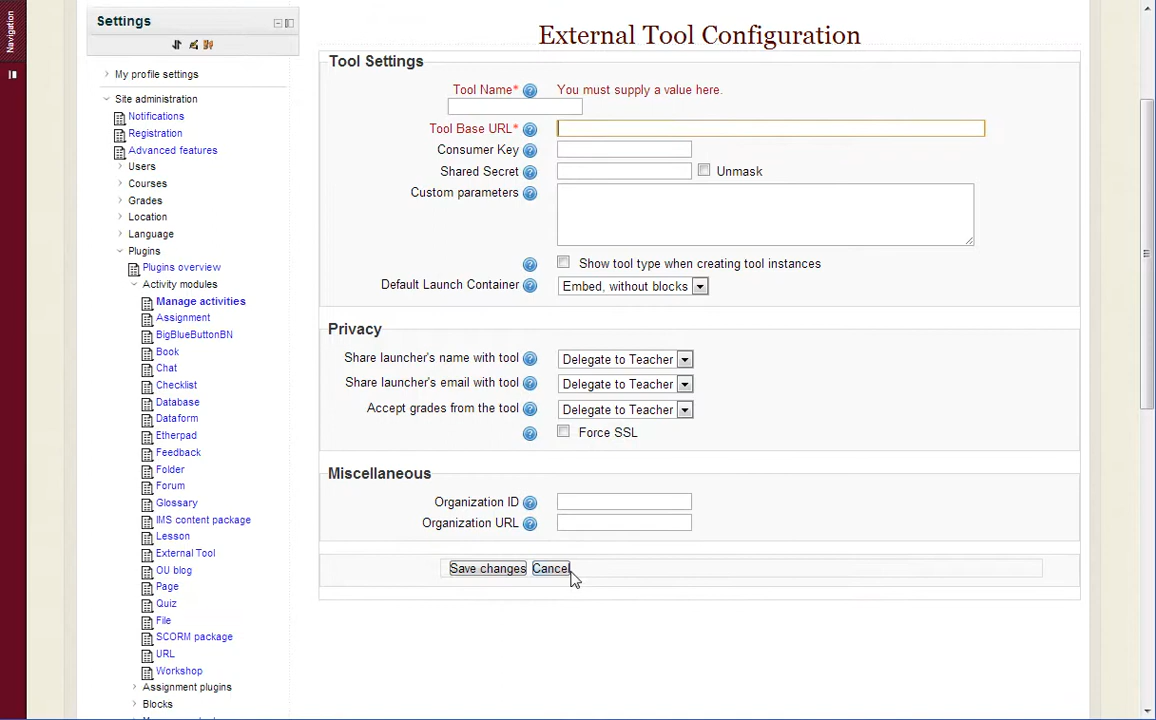 Navigation
Settings
My profile settings
Site administration
Notifications
Registration
Advanced features
Users
Courses
Grades
Location
Language
Plugins
Plugins overview
Activity modules
Manage activities
Assignment
BigBlueButtonBN
Book
Chat
Checklist
Database
Dataform
Etherpad
Feedback
Folder
Forum
Glossary
IMS content package
Lesson
External Tool
OU blog
Page
Quiz
File
SCORM package
URL
Workshop
Assignment plugins
Blocks
External Tool Configuration
Tool Settings
Tool Name* You must supply a value here.
Tool Base URL*
Consumer Key
Shared Secret Unmask
Custom parameters
Show tool type when creating tool instances
Default Launch Container Embed, without blocks
Privacy
Share launcher's name with tool Delegate to Teacher
Share launcher's email with tool Delegate to Teacher
Accept grades from the tool Delegate to Teacher
Force SSL
Miscellaneous
Organization ID
Organization URL
Save changes Cancel